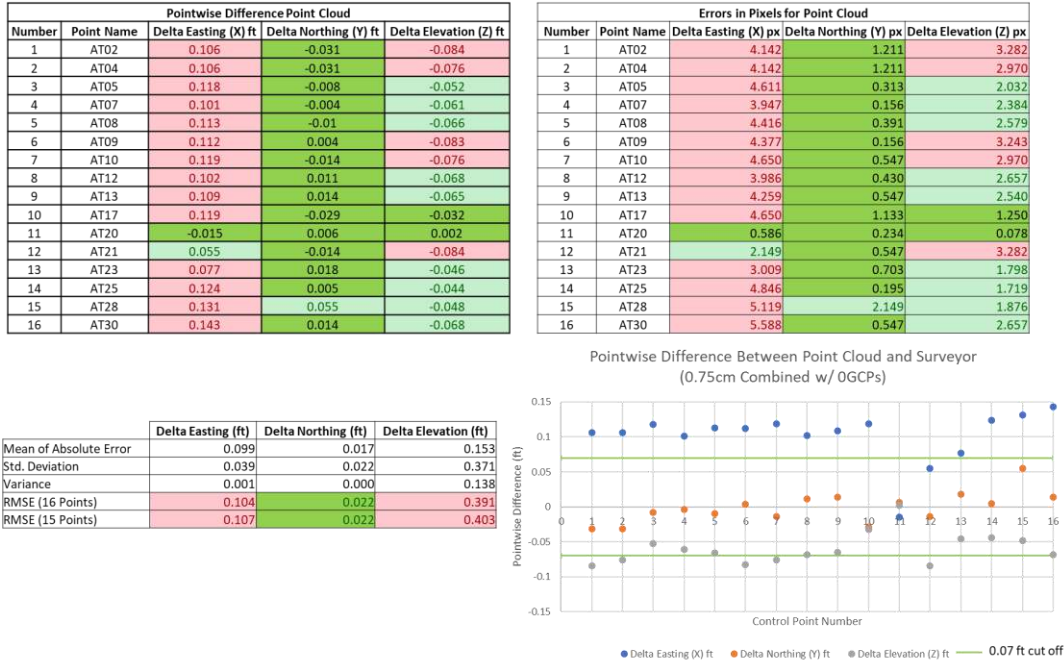 Pointwise Difference Point Cloud
Number Point Name Delta Easting (X) ft Delta Northing (Y) ft Delta Elevation (Z) ft
1 AT02 0.106 -0.031 -0.084
2 AT04 0.106 -0.031 -0.076
3 AT05 0.118 -0.008 -0.052
4 AT07 0.101 -0.004 -0.061
5 AT08 0.113 -0.01 -0.066
6 AT09 0.112 0.004 -0.083
7 AT10 0.119 -0.014 -0.076
8 AT12 0.102 0.011 -0.068
9 AT13 0.109 0.014 -0.065
10 AT17 0.119 -0.029 -0.032
11 AT20 -0.015 0.006 0.002
12 AT21 0.055 -0.014 -0.084
13 AT23 0.077 0.018 -0.046
14 AT25 0.124 0.005 -0.044
15 AT28 0.131 0.055 -0.048
16 AT30 0.143 0.014 -0.068
Errors in Pixels for Point Cloud
Number Point Name Delta Easting (X) px Delta Northing (Y) px Delta Elevation (Z) px
1 AT02 4.142 1.211 3.282
2 AT04 4.142 1.211 2.970
3 AT05 4.611 0.313 2.032
4 AT07 3.947 0.156 2.384
5 AT08 4.416 0.391 2.579
6 AT09 4.377 0.156 3.243
7 AT10 4.650 0.547 2.970
8 AT12 3.986 0.430 2.657
9 AT13 4.259 0.547 2.540
10 AT17 4.650 1.133 1.250
11 AT20 0.586 0.234 0.078
12 AT21 2.149 0.547 3.282
13 AT23 3.009 0.703 1.798
14 AT25 4.846 0.195 1.719
15 AT28 5.119 2.149 1.876
16 AT30 5.588 0.547 2.657
Delta Easting (ft) Delta Northing (ft) Delta Elevation (ft)
Mean of Absolute Error 0.099 0.017 0.153
Std. Deviation 0.039 0.022 0.371
Variance 0.001 0.000 0.138
RMSE (16 Points) 0.104 0.022 0.391
RMSE (15 Points) 0.107 0.022 0.403
Pointwise Difference Between Point Cloud and Surveyor
(0.75cm Combined w/ 0GCPs)
Pointwise Difference (ft)
0.15
0.1
0.05
0
-0.05
-0.1
-0.15
0 1 2 3 4 5 6 7 8 9 10 11 12 13 14 15 16
Control Point Number
Delta Easting (X) ft Delta Northing (Y) ft Delta Elevation (Z) ft 0.07 ft cut off